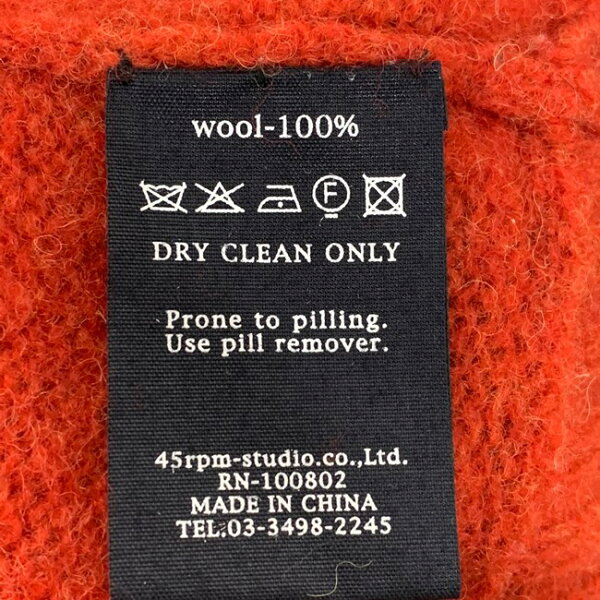 wool-100%
F
DRY CLEAN ONLY
Prone to pilling.
Use pill remover.
45rpm-studio.co.,Ltd.
RN-100802
MADE IN CHINA
TEL:03-3498-2245